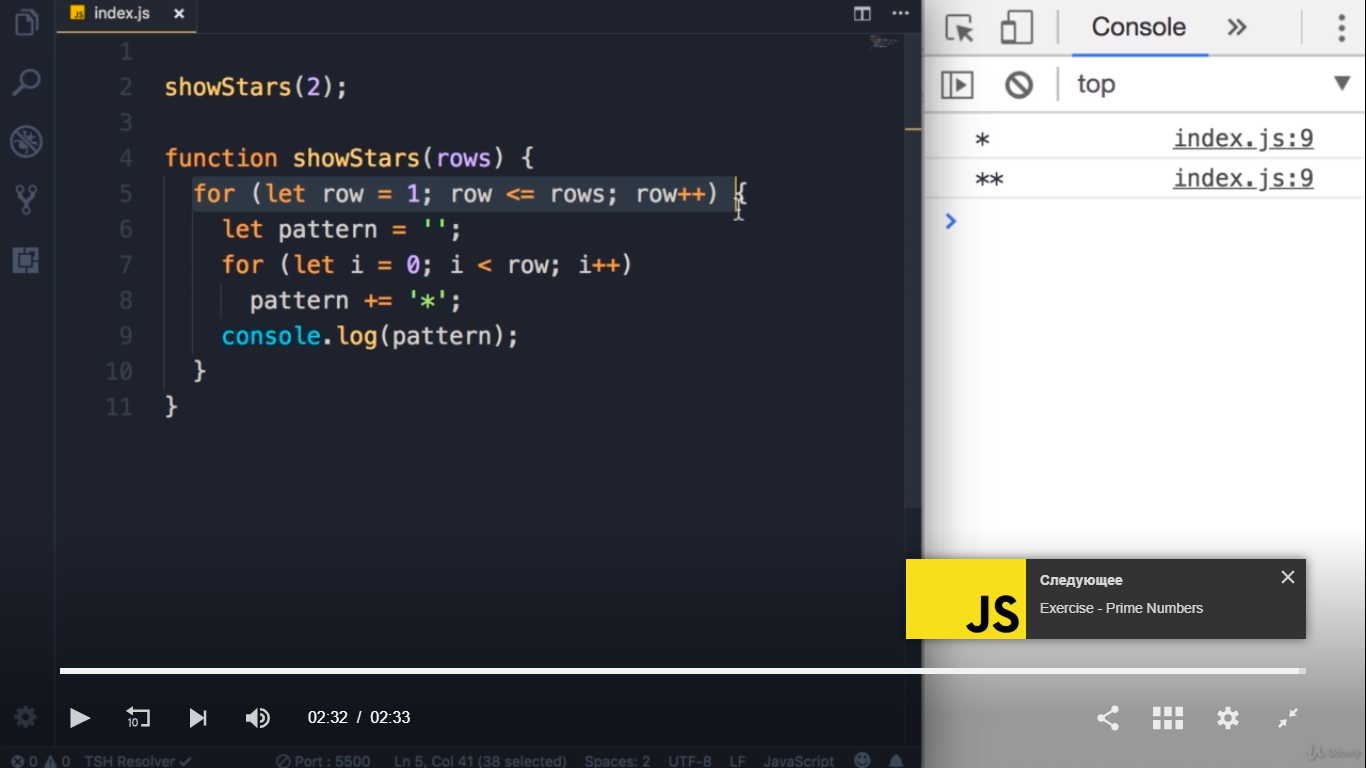 index.js
1
2 showStars(2);
3
4 function showStars(rows) {
5 for (let row = 1; row <= rows; row++) {
6 let pattern = '';
7 for (let i = 0; i < row; i++)
8 pattern += '*';
9 console.log(pattern);
10 }
11 }
Console
top
* index.js:9
** index.js:9
Следующее
Exercise - Prime Numbers
JS
10
02:32 / 02:33
0 0 TSH Resolver Port : 5500 Ln 5, Col 41 (38 selected) Spaces: 2 UTF-8 LF JavaScript
Udemy